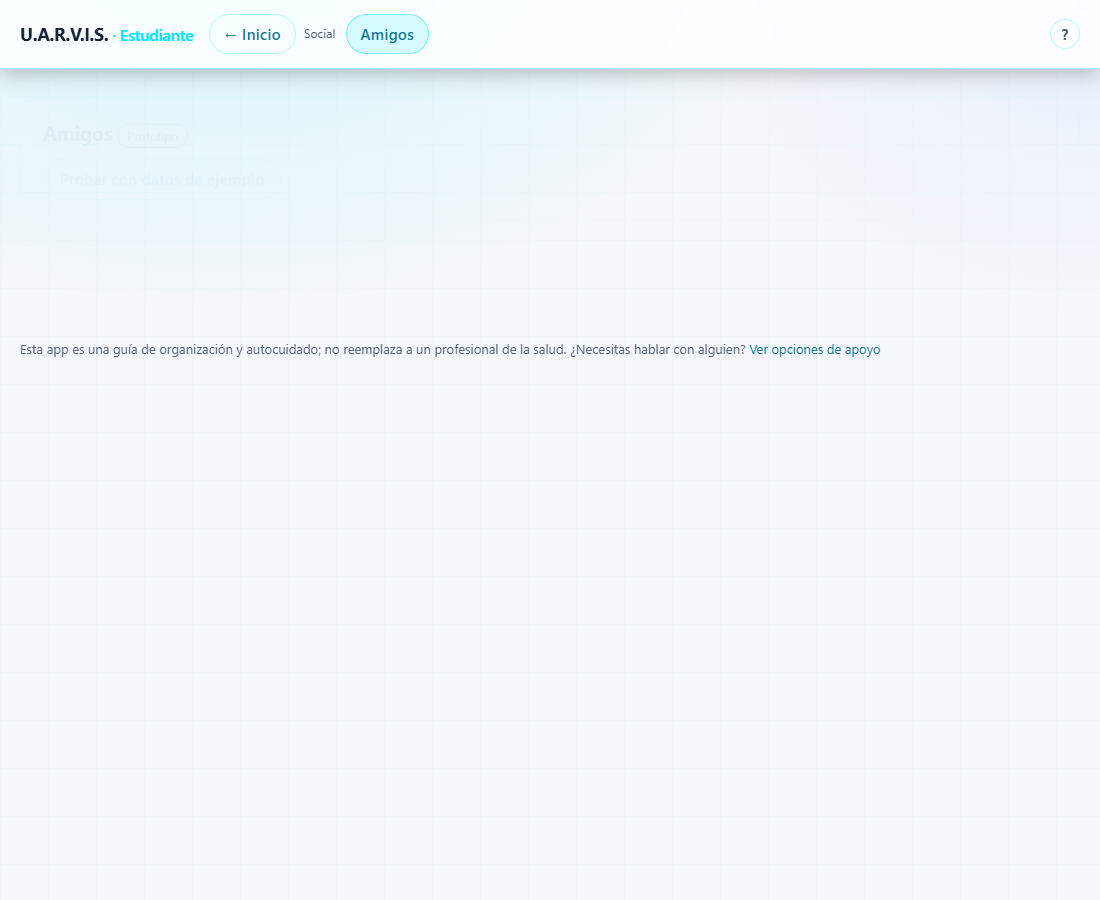 U.A.R.V.I.S. · Estudiante ← Inicio Social Amigos ?
Amigos Prototipo
Probar con datos de ejemplo
Esta app es una guía de organización y autocuidado; no reemplaza a un profesional de la salud. ¿Necesitas hablar con alguien? Ver opciones de apoyo